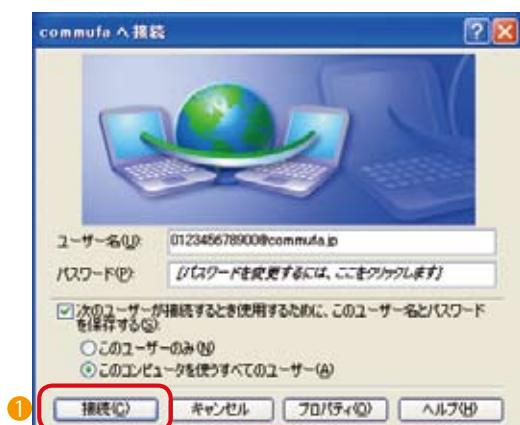 commufa へ接続
ユーザー名(U):
012345678900@commufa.jp
パスワード(P):
[パスワードを変更するには、ここをクリックします]
次のユーザーが接続するとき使用するために、このユーザー名とパスワード
を保存する(S):
このユーザーのみ(N)
このコンピュータを使うすべてのユーザー(A)
1
接続(C)
キャンセル
プロパティ(O)
ヘルプ(H)